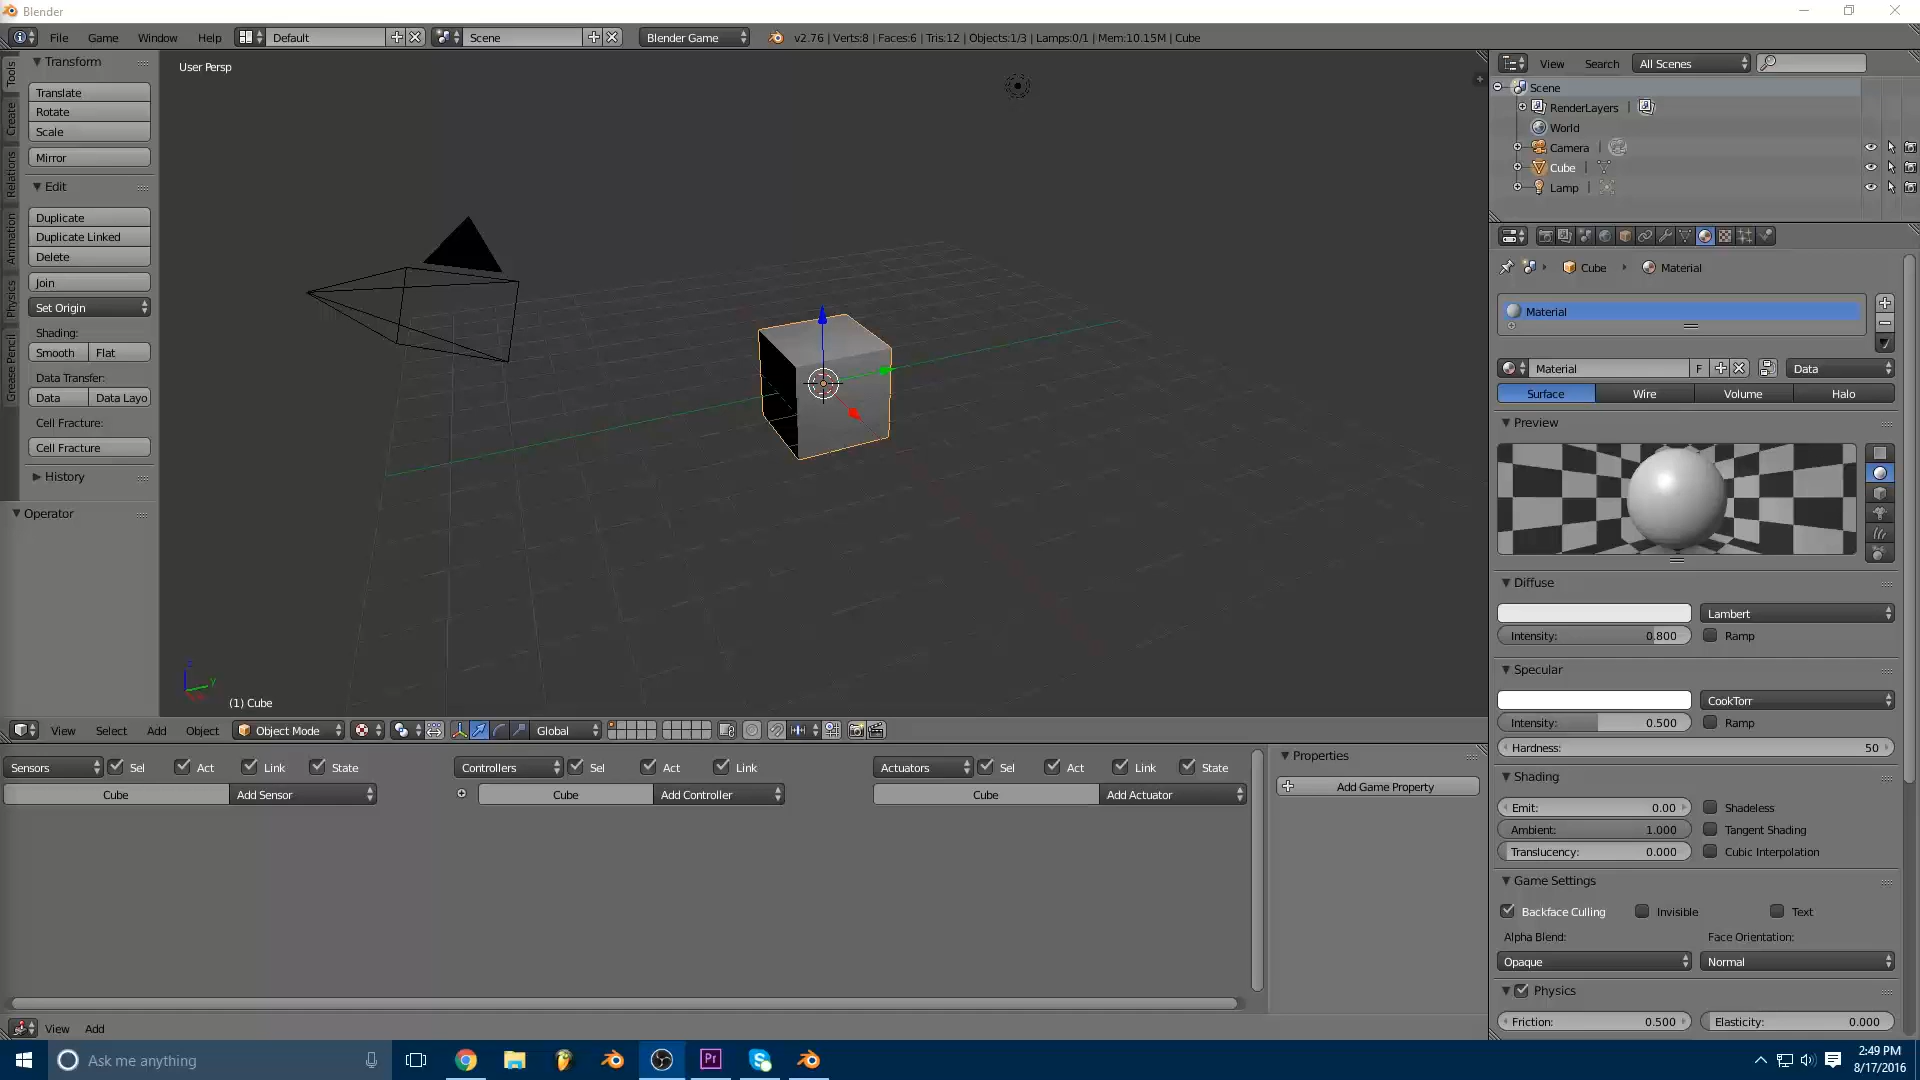 Blender
File Game Window Help Default Scene Blender Game v2.76 | Verts:8 | Faces:6 | Tris:12 | Objects:1/3 | Lamps:0/1 | Mem:10.15M | Cube
Tools
Create
Relations
Animation
Physics
Grease Pencil
Transform
Translate
Rotate
Scale
Mirror
Edit
Duplicate
Duplicate Linked
Delete
Join
Set Origin
Shading:
Smooth Flat
Data Transfer:
Data Data Layo
Cell Fracture:
Cell Fracture
History
Operator
User Persp
(1) Cube
View Select Add Object Object Mode Global
Sensors Sel Act Link State Controllers Sel Act Link Actuators Sel Act Link State
Cube Add Sensor Cube Add Controller Cube Add Actuator
Properties
Add Game Property
View Add
View Search All Scenes
Scene
RenderLayers
World
Camera
Cube
Lamp
Cube Material
Material
Material F Data
Surface Wire Volume Halo
Preview
Diffuse
Lambert
Intensity: 0.800 Ramp
Specular
CookTorr
Intensity: 0.500 Ramp
Hardness: 50
Shading
Emit: 0.00 Shadeless
Ambient: 1.000 Tangent Shading
Translucency: 0.000 Cubic Interpolation
Game Settings
Backface Culling Invisible Text
Alpha Blend: Face Orientation:
Opaque Normal
Physics
Friction: 0.500 Elasticity: 0.000
Ask me anything
Pr
2:49 PM
8/17/2016